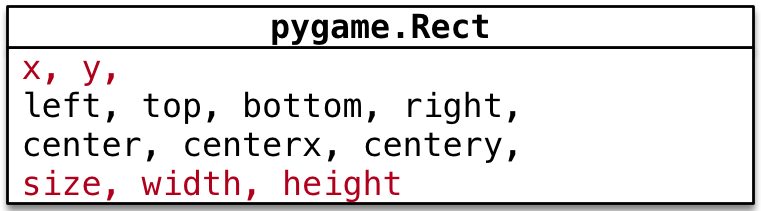 pygame.Rect
x, y,
left, top, bottom, right,
center, centerx, centery,
size, width, height